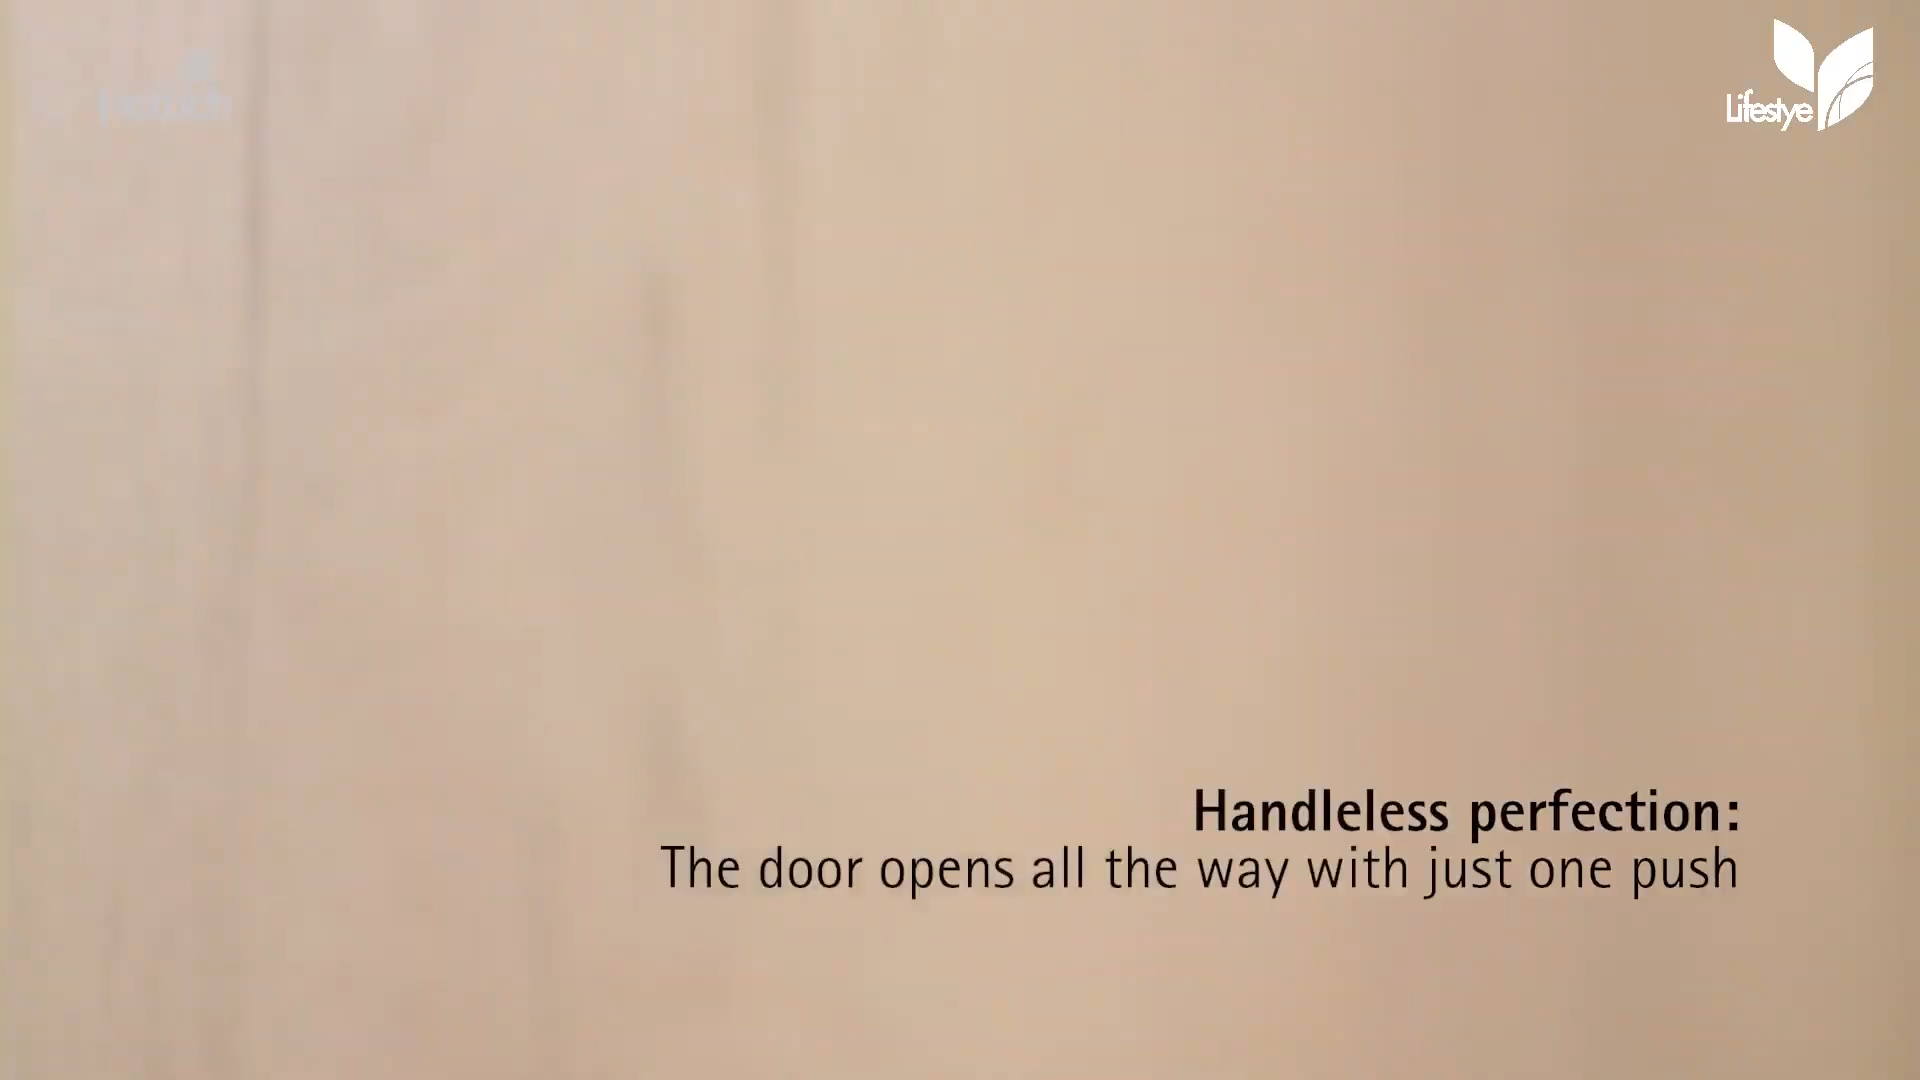 Lifestye
Handleless perfection:
The door opens all the way with just one push